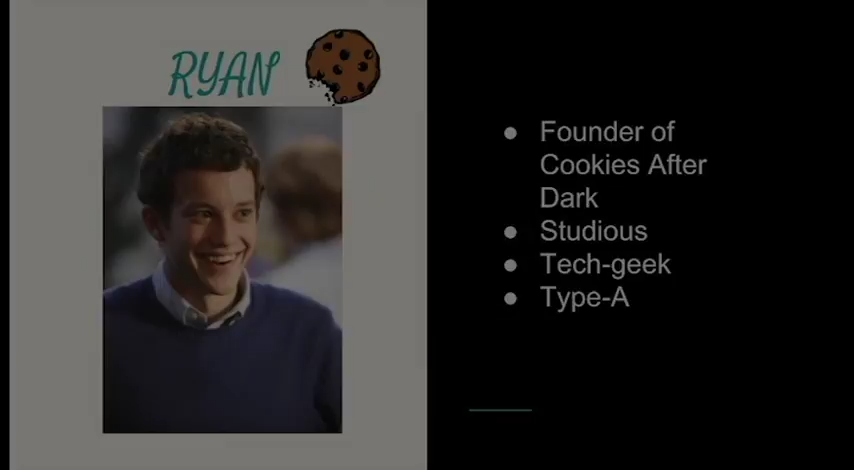 RYAN
● Founder of
Cookies After
Dark
● Studious
● Tech-geek
● Type-A